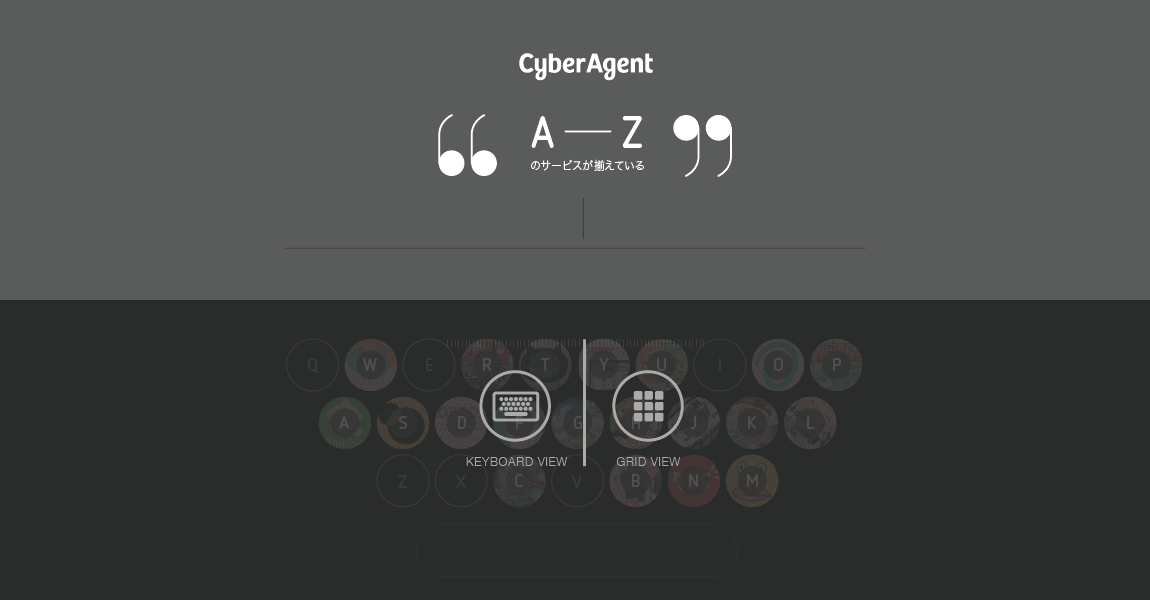 CyberAgent
A — Z
のサービスが揃えている
Q W E R T Y U I O P
A S D F G H J K L
KEYBOARD VIEW GRID VIEW
Z X C V B N M